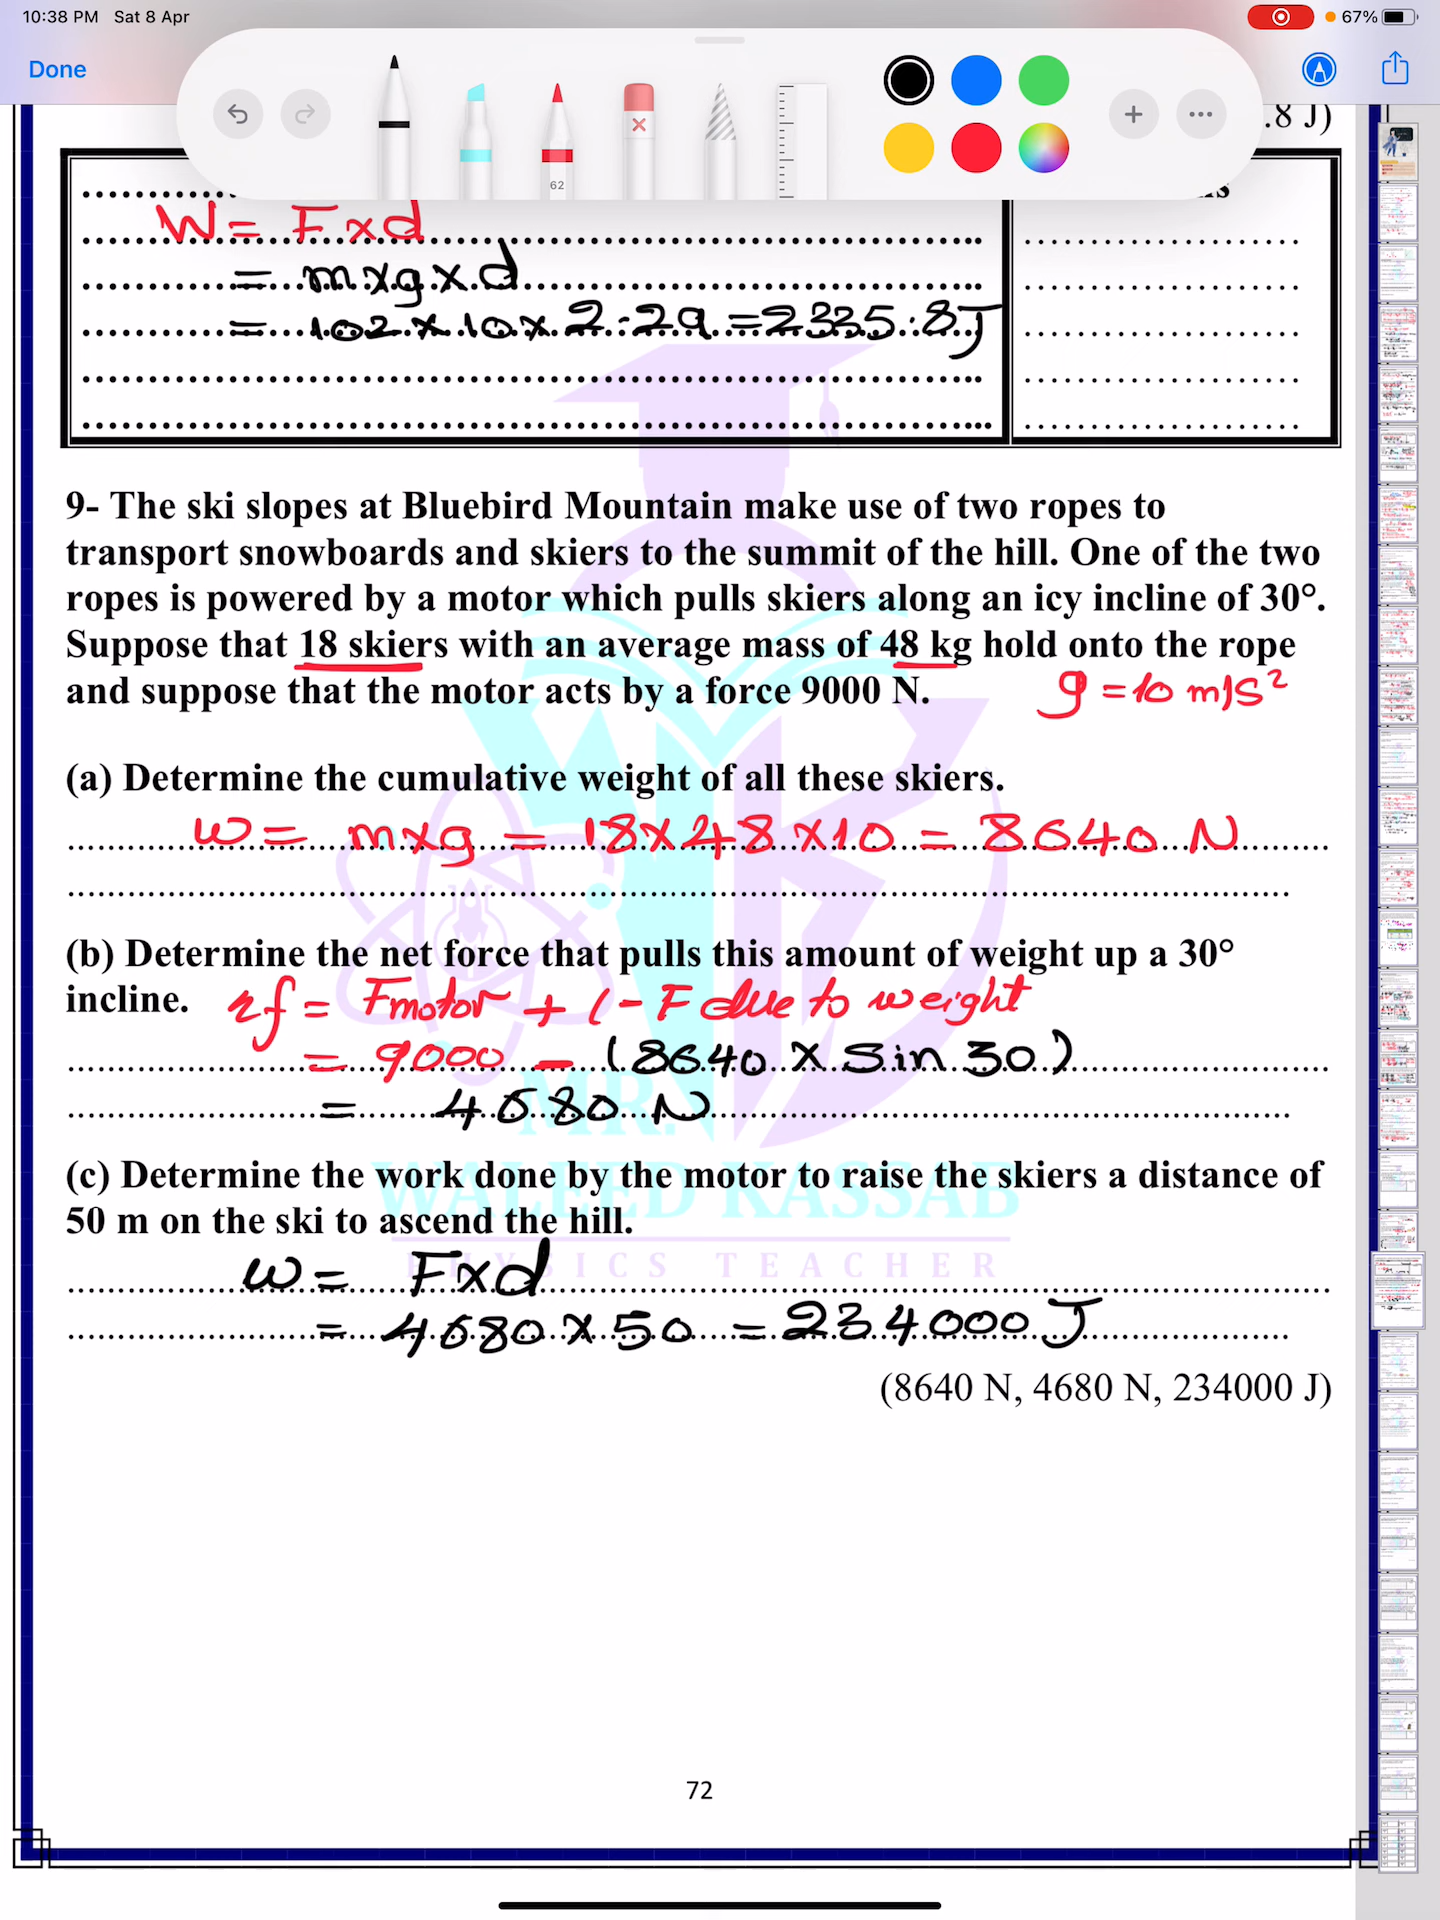 10:38 PM Sat 8 Apr
67%
Done
62
.8 J)
W = F x d
= m x g x d
= 102 x 10 x 2.29 = 2335.8 J
9- The ski slopes at Bluebird Mountain make use of two ropes to
transport snowboards and skiers to the summit of the hill. One of the two
ropes is powered by a motor which pulls skiers along an icy incline of 30°.
Suppose that 18 skiers with an average mass of 48 kg hold onto the rope
and suppose that the motor acts by a force 9000 N.
g = 10 m/s²
(a) Determine the cumulative weight of all these skiers.
w = m x g = 18 x 48 x 10 = 8640 N
(b) Determine the net force that pulls this amount of weight up a 30°
incline. nf = Fmotor + (- F due to weight
= 9000 - (8640 x Sin 30)
= 4680 N
MR.
(c) Determine the work done by the motor to raise the skiers a distance of
WALEED KASSAB
50 m on the ski to ascend the hill.
PHYSICS TEACHER
w = F x d
= 4680 x 50 = 234000 J
(8640 N, 4680 N, 234000 J)
72